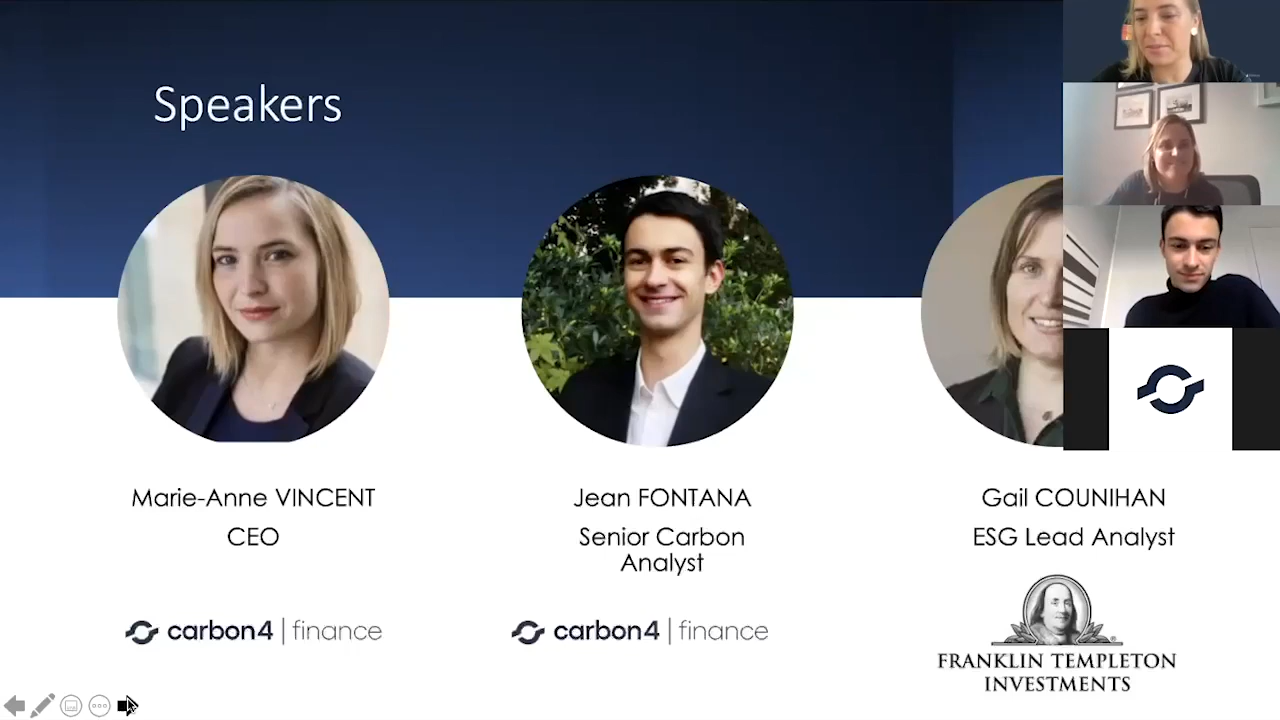 Speakers
Marie-Anne VINCENT
CEO
carbon4 | finance
Jean FONTANA
Senior Carbon
Analyst
carbon4 | finance
Gail COUNIHAN
ESG Lead Analyst
FRANKLIN TEMPLETON
INVESTMENTS